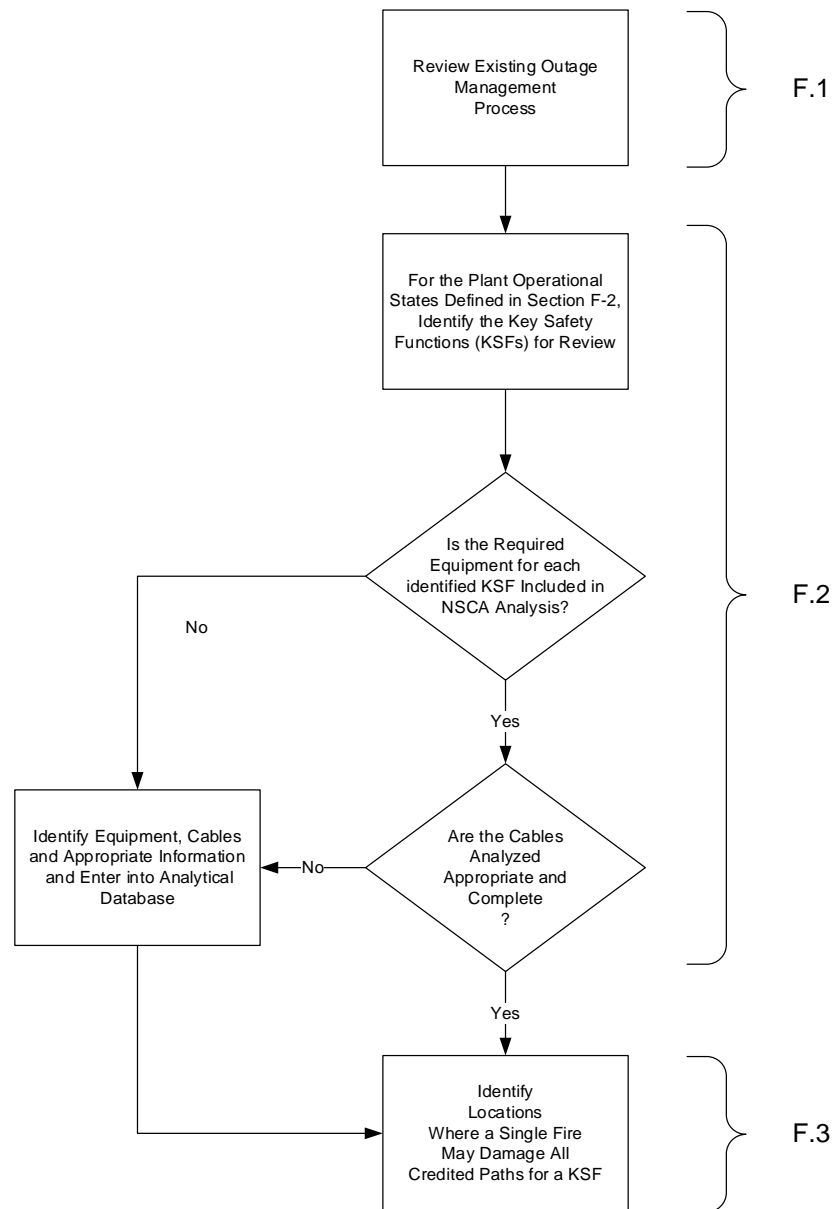 Review Existing Outage
Management
Process
F.1
For the Plant Operational
States Defined in Section F-2,
Identify the Key Safety
Functions (KSFs) for Review
Is the Required
Equipment for each
identified KSF Included in
NSCA Analysis?
F.2
No
Yes
Identify Equipment, Cables
and Appropriate Information
and Enter into Analytical
Database
No
Are the Cables
Analyzed
Appropriate and
Complete
?
Yes
Identify
Locations
Where a Single Fire
May Damage All
Credited Paths for a KSF
F.3